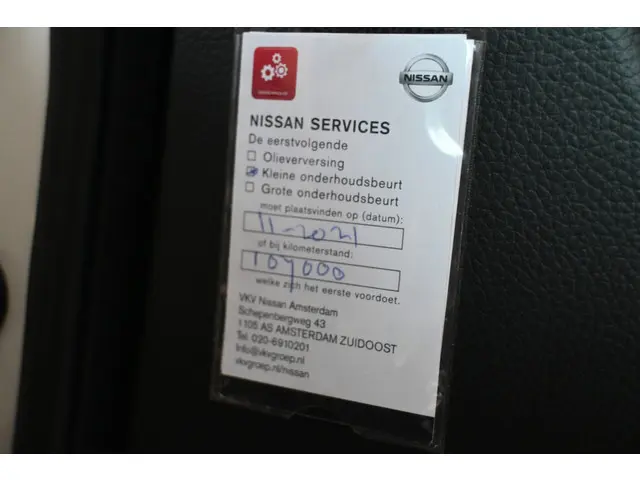 NISSAN
NISSAN SERVICES
De eerstvolgende
Olieverversing
Kleine onderhoudsbeurt
Grote onderhoudsbeurt
moet plaatsvinden op (datum):
11-2021
of bij kilometerstand:
104000
welke zich het eerste voordoet.
VKV Nissan Amsterdam
Schepenbergweg 43
1105 AS AMSTERDAM ZUIDOOST
Tel. 020-6910201
Info@vkvgroep.nl
vkvgroep.nl/nissan